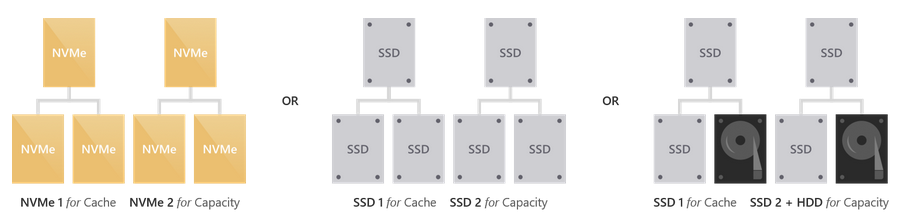 NVMe NVMe
NVMe NVMe NVMe NVMe
NVMe 1 for Cache NVMe 2 for Capacity
OR
SSD SSD
SSD SSD SSD SSD
SSD 1 for Cache SSD 2 for Capacity
OR
SSD SSD
SSD SSD
SSD 1 for Cache SSD 2 + HDD for Capacity